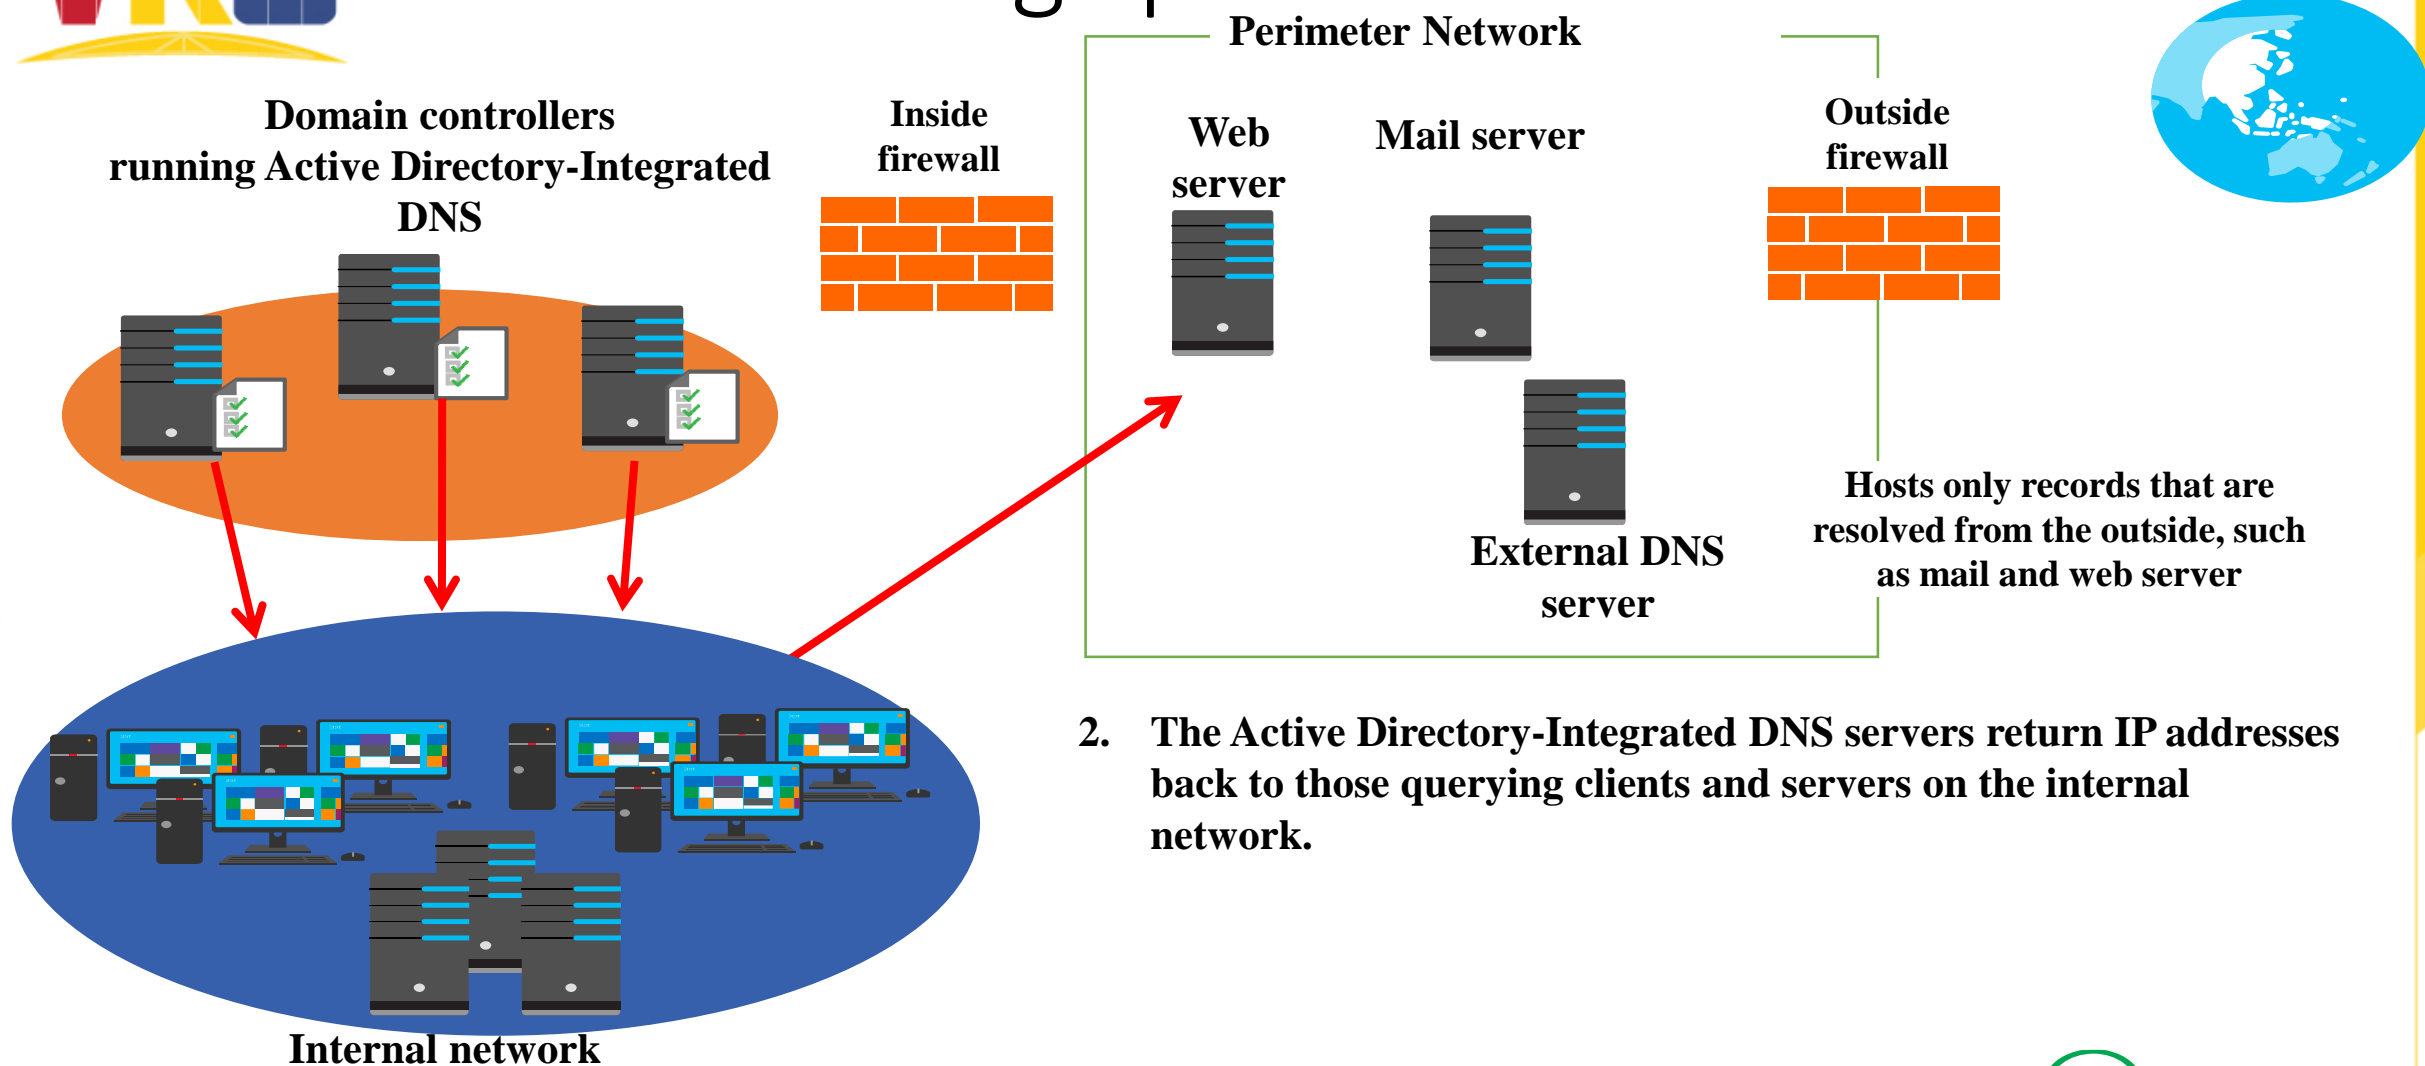 Perimeter Network
Domain controllers
running Active Directory-Integrated
DNS
Inside
firewall
Web
server
Mail server
Outside
firewall
External DNS
server
Hosts only records that are
resolved from the outside, such
as mail and web server
2. The Active Directory-Integrated DNS servers return IP addresses
back to those querying clients and servers on the internal
network.
Internal network